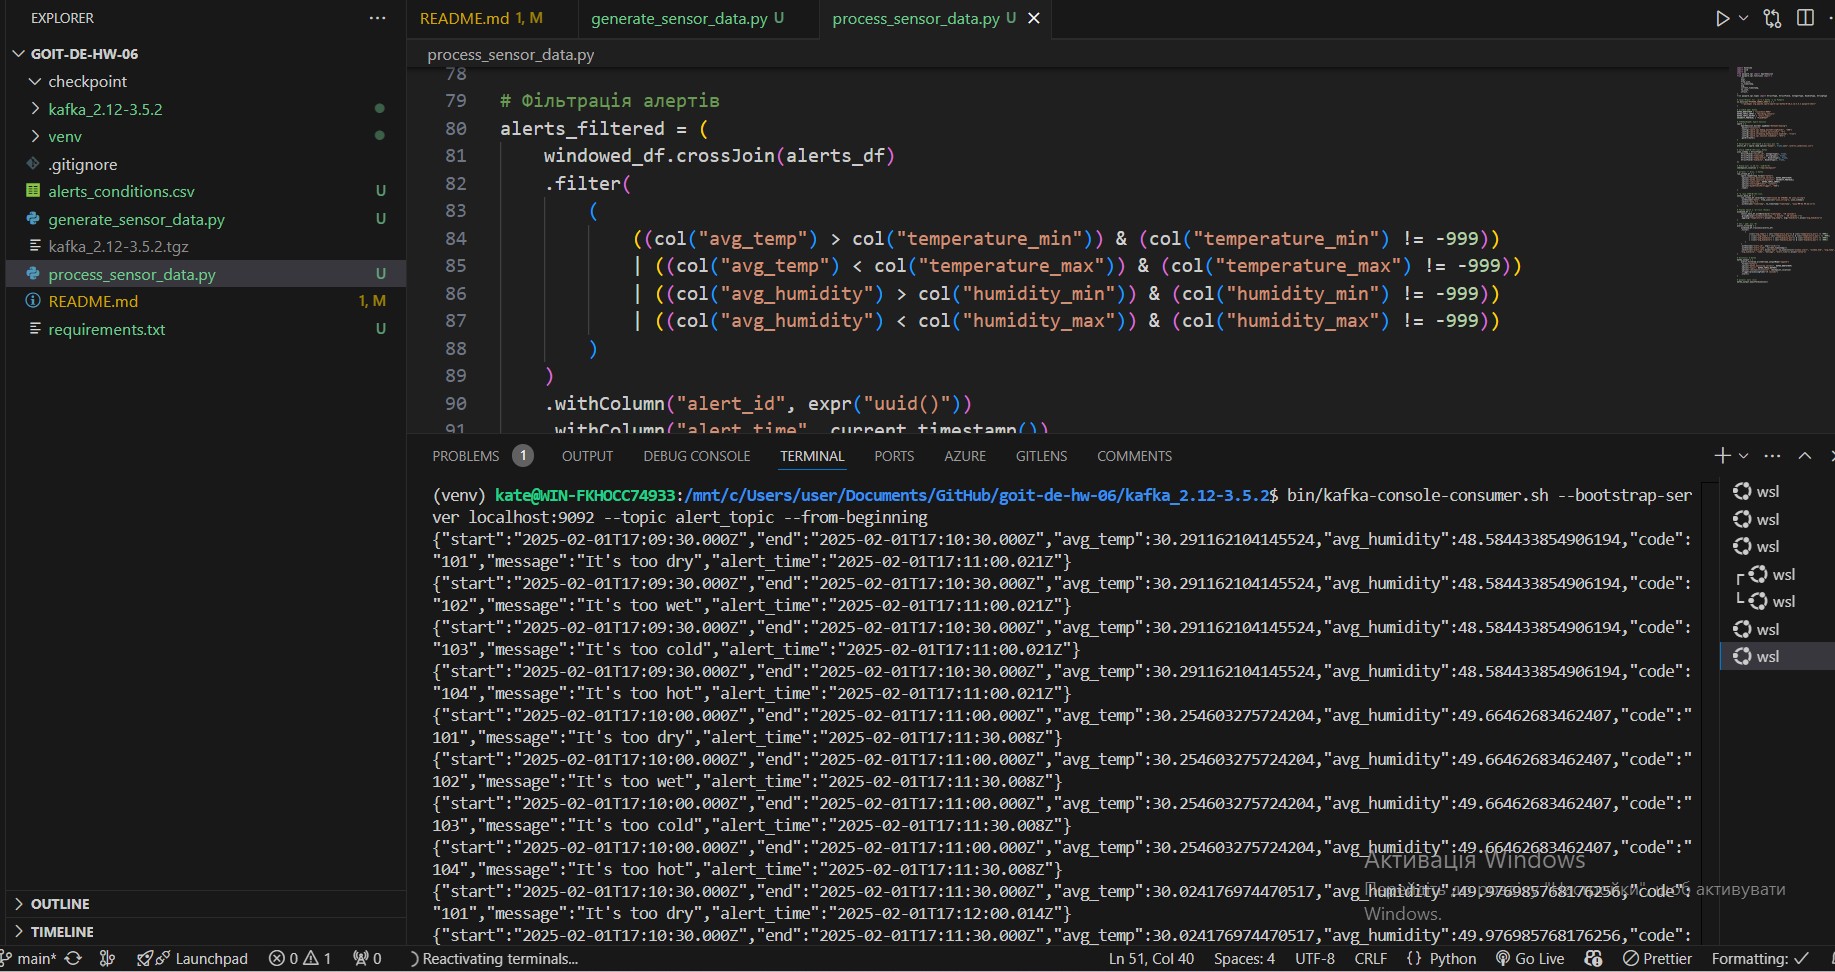 EXPLORER
GOIT-DE-HW-06
checkpoint
kafka_2.12-3.5.2
venv
.gitignore
alerts_conditions.csv U
generate_sensor_data.py U
kafka_2.12-3.5.2.tgz
process_sensor_data.py U
README.md 1, M
requirements.txt U
OUTLINE
TIMELINE
README.md 1, M generate_sensor_data.py U process_sensor_data.py U
process_sensor_data.py
78
79 # Фільтрація алертів
80 alerts_filtered = (
81 windowed_df.crossJoin(alerts_df)
82 .filter(
83 (
84 ((col("avg_temp") > col("temperature_min")) & (col("temperature_min") != -999))
85 | ((col("avg_temp") < col("temperature_max")) & (col("temperature_max") != -999))
86 | ((col("avg_humidity") > col("humidity_min")) & (col("humidity_min") != -999))
87 | ((col("avg_humidity") < col("humidity_max")) & (col("humidity_max") != -999))
88 )
89 )
90 .withColumn("alert_id", expr("uuid()"))
91 .withColumn("alert_time", current_timestamp())
PROBLEMS 1 OUTPUT DEBUG CONSOLE TERMINAL PORTS AZURE GITLENS COMMENTS
(venv) kate@WIN-FKHOCC74933:/mnt/c/Users/user/Documents/GitHub/goit-de-hw-06/kafka_2.12-3.5.2$ bin/kafka-console-consumer.sh --bootstrap-ser
ver localhost:9092 --topic alert_topic --from-beginning
{"start":"2025-02-01T17:09:30.000Z","end":"2025-02-01T17:10:30.000Z","avg_temp":30.291162104145524,"avg_humidity":48.584433854906194,"code":
"101","message":"It's too dry","alert_time":"2025-02-01T17:11:00.021Z"}
{"start":"2025-02-01T17:09:30.000Z","end":"2025-02-01T17:10:30.000Z","avg_temp":30.291162104145524,"avg_humidity":48.584433854906194,"code":
"102","message":"It's too wet","alert_time":"2025-02-01T17:11:00.021Z"}
{"start":"2025-02-01T17:09:30.000Z","end":"2025-02-01T17:10:30.000Z","avg_temp":30.291162104145524,"avg_humidity":48.584433854906194,"code":
"103","message":"It's too cold","alert_time":"2025-02-01T17:11:00.021Z"}
{"start":"2025-02-01T17:09:30.000Z","end":"2025-02-01T17:10:30.000Z","avg_temp":30.291162104145524,"avg_humidity":48.584433854906194,"code":
"104","message":"It's too hot","alert_time":"2025-02-01T17:11:00.021Z"}
{"start":"2025-02-01T17:10:00.000Z","end":"2025-02-01T17:11:00.000Z","avg_temp":30.254603275724204,"avg_humidity":49.66462683462407,"code":"
101","message":"It's too dry","alert_time":"2025-02-01T17:11:30.008Z"}
{"start":"2025-02-01T17:10:00.000Z","end":"2025-02-01T17:11:00.000Z","avg_temp":30.254603275724204,"avg_humidity":49.66462683462407,"code":"
102","message":"It's too wet","alert_time":"2025-02-01T17:11:30.008Z"}
{"start":"2025-02-01T17:10:00.000Z","end":"2025-02-01T17:11:00.000Z","avg_temp":30.254603275724204,"avg_humidity":49.66462683462407,"code":"
103","message":"It's too cold","alert_time":"2025-02-01T17:11:30.008Z"}
{"start":"2025-02-01T17:10:00.000Z","end":"2025-02-01T17:11:00.000Z","avg_temp":30.254603275724204,"avg_humidity":49.66462683462407,"code":"
104","message":"It's too hot","alert_time":"2025-02-01T17:11:30.008Z"}
{"start":"2025-02-01T17:10:30.000Z","end":"2025-02-01T17:11:30.000Z","avg_temp":30.024176974470517,"avg_humidity":49.976985768176256,"code":
"101","message":"It's too dry","alert_time":"2025-02-01T17:12:00.014Z"}
{"start":"2025-02-01T17:10:30.000Z","end":"2025-02-01T17:11:30.000Z","avg_temp":30.024176974470517,"avg_humidity":49.976985768176256,"code":
wsl
wsl
wsl
wsl
wsl
wsl
wsl
Активація Windows
активувати
Windows.
main* Launchpad 0 1 0 Reactivating terminals... Ln 51, Col 40 Spaces: 4 UTF-8 CRLF {} Python Go Live Prettier Formatting: